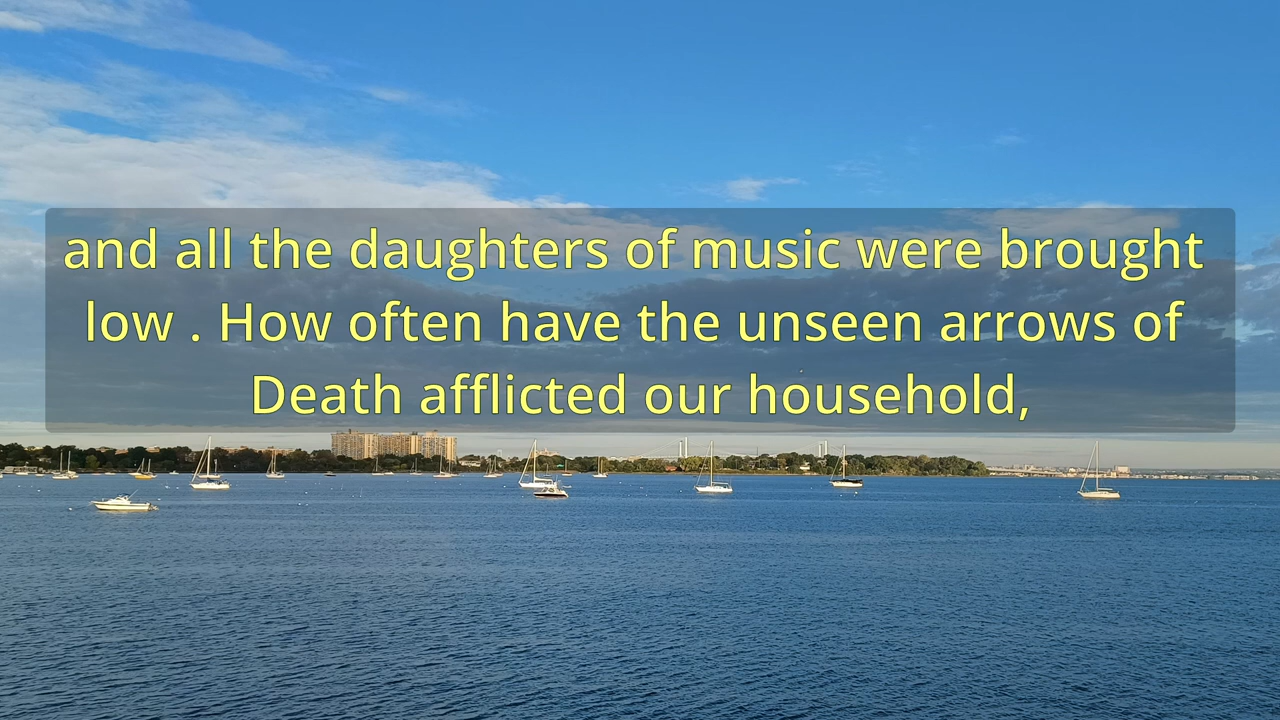 and all the daughters of music were brought
low . How often have the unseen arrows of
Death afflicted our household,